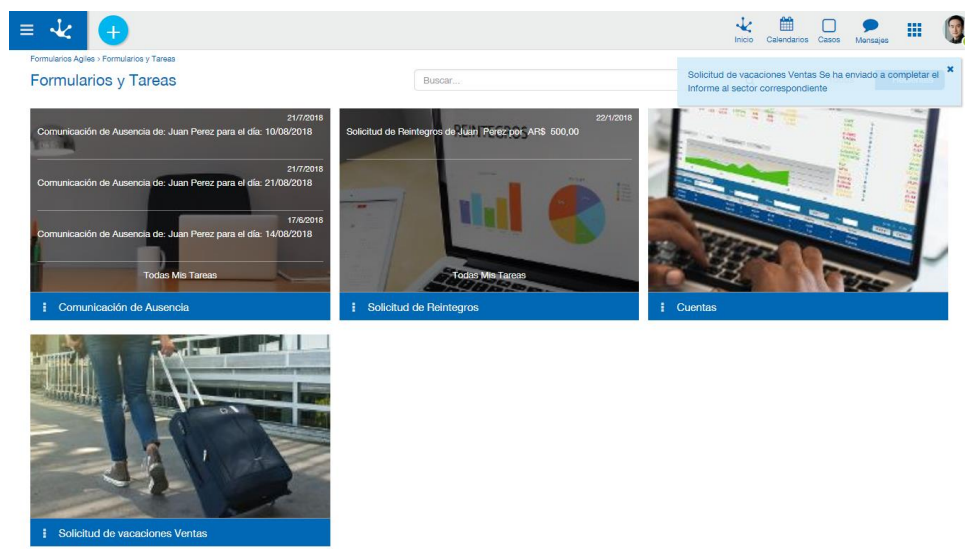 Inicio
Calendarios
Casos
Mensajes
Formularios Agiles › Formularios y Tareas
Formularios y Tareas
Buscar...
Solicitud de vacaciones Ventas Se ha enviado a completar el
Informe al sector correspondiente
21/7/2018
Comunicación de Ausencia de: Juan Perez para el día: 10/08/2018
21/7/2018
Comunicación de Ausencia de: Juan Perez para el día: 21/08/2018
17/6/2018
Comunicación de Ausencia de: Juan Perez para el día: 14/08/2018
Todas Mis Tareas
Comunicación de Ausencia
22/1/2018
REINTEGROS
Solicitud de Reintegros de Juan Perez por AR$ 600,00
Todas Mis Tareas
Solicitud de Reintegros
Cuentas
Solicitud de vacaciones Ventas